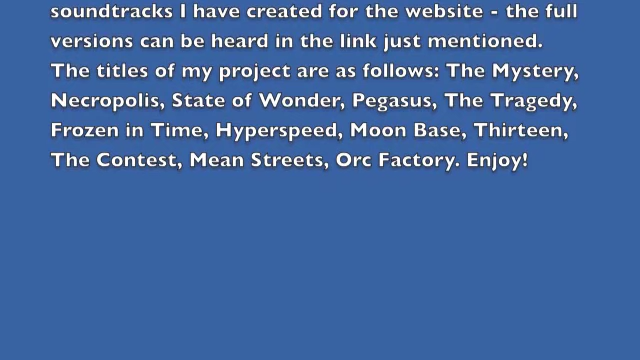 soundtracks I have created for the website - the full
versions can be heard in the link just mentioned.
The titles of my project are as follows: The Mystery,
Necropolis, State of Wonder, Pegasus, The Tragedy,
Frozen in Time, Hyperspeed, Moon Base, Thirteen,
The Contest, Mean Streets, Orc Factory. Enjoy!